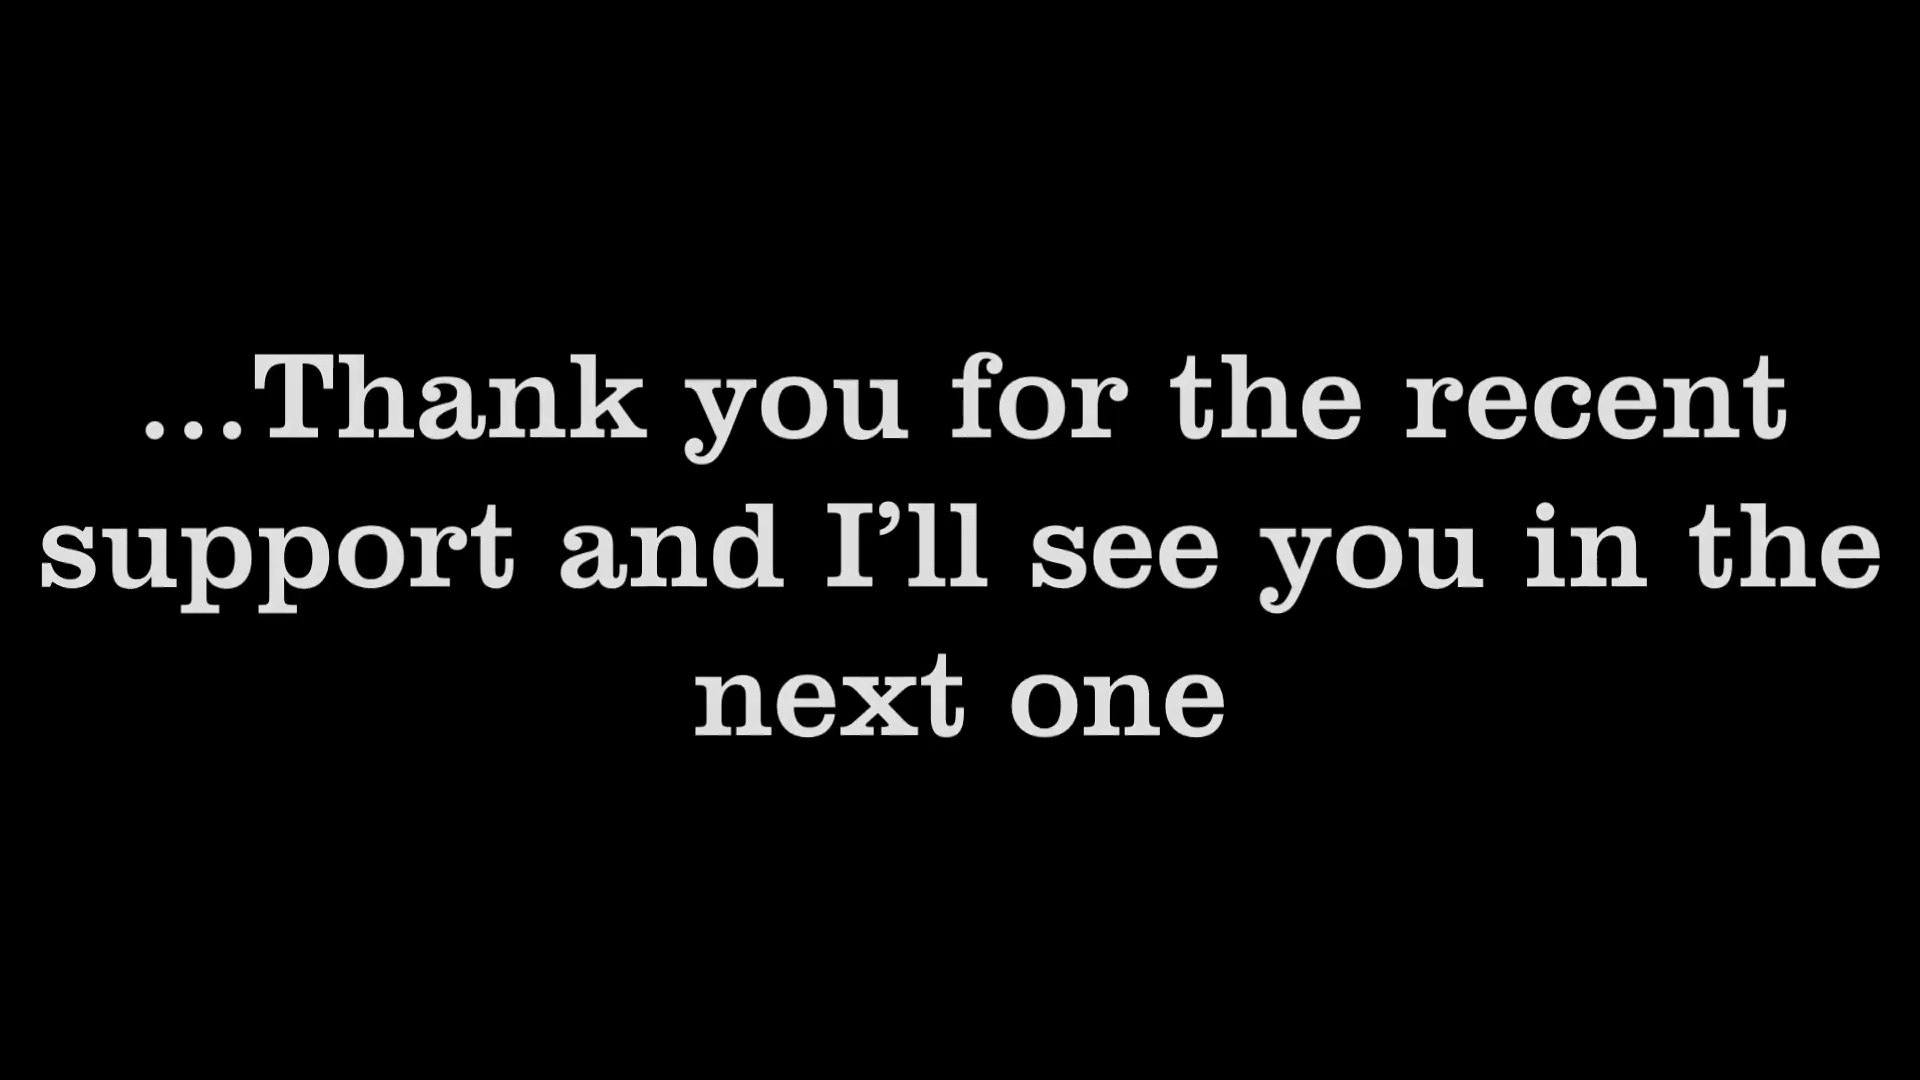 ...Thank you for the recent
support and I’ll see you in the
next one